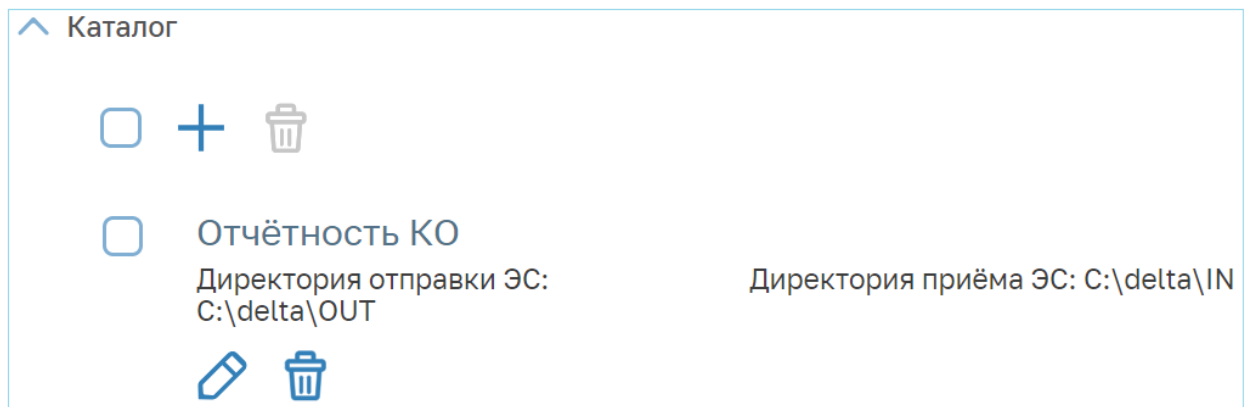 Каталог
Отчётность КО
Директория отправки ЭС:
C:\delta\OUT
Директория приёма ЭС: C:\delta\IN